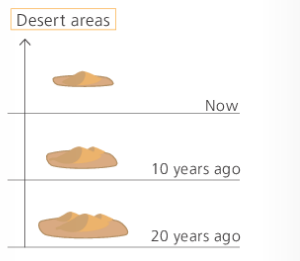 Desert areas
Now
10 years ago
20 years ago